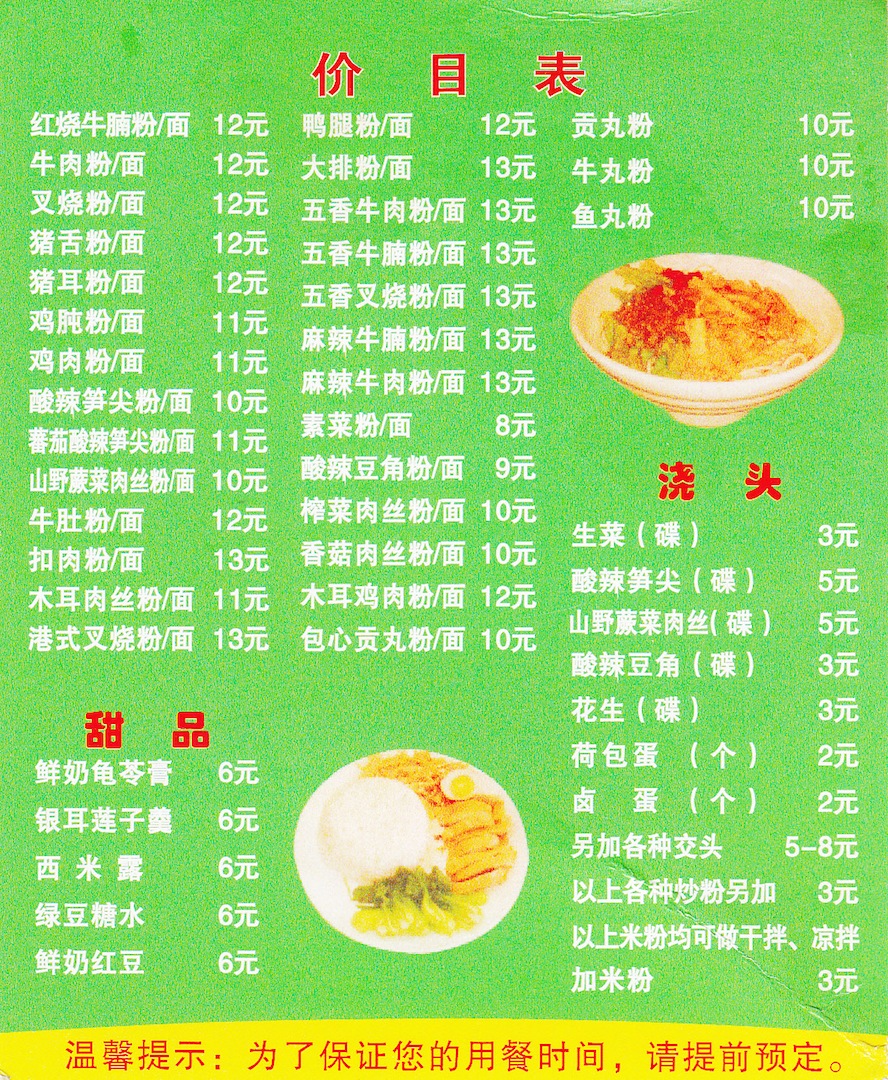 价 目 表
红烧牛腩粉/面 12元
牛肉粉/面 12元
叉烧粉/面 12元
猪舌粉/面 12元
猪耳粉/面 12元
鸡肫粉/面 11元
鸡肉粉/面 11元
酸辣笋尖粉/面 10元
蕃茄酸辣笋尖粉/面 11元
山野蕨菜肉丝粉/面 10元
牛肚粉/面 12元
扣肉粉/面 13元
木耳肉丝粉/面 11元
港式叉烧粉/面 13元
鸭腿粉/面 12元
大排粉/面 13元
五香牛肉粉/面 13元
五香牛腩粉/面 13元
五香叉烧粉/面 13元
麻辣牛腩粉/面 13元
麻辣牛肉粉/面 13元
素菜粉/面 8元
酸辣豆角粉/面 9元
榨菜肉丝粉/面 10元
香菇肉丝粉/面 10元
木耳鸡肉粉/面 12元
包心贡丸粉/面 10元
贡丸粉 10元
牛丸粉 10元
鱼丸粉 10元
浇 头
生菜（碟） 3元
酸辣笋尖（碟） 5元
山野蕨菜肉丝（碟） 5元
酸辣豆角（碟） 3元
花生（碟） 3元
荷包蛋 （个） 2元
卤 蛋 （个） 2元
另加各种交头 5-8元
以上各种炒粉另加 3元
以上米粉均可做干拌、凉拌
加米粉 3元
甜 品
鲜奶龟苓膏 6元
银耳莲子羹 6元
西 米 露 6元
绿豆糖水 6元
鲜奶红豆 6元
温馨提示：为了保证您的用餐时间，请提前预定。